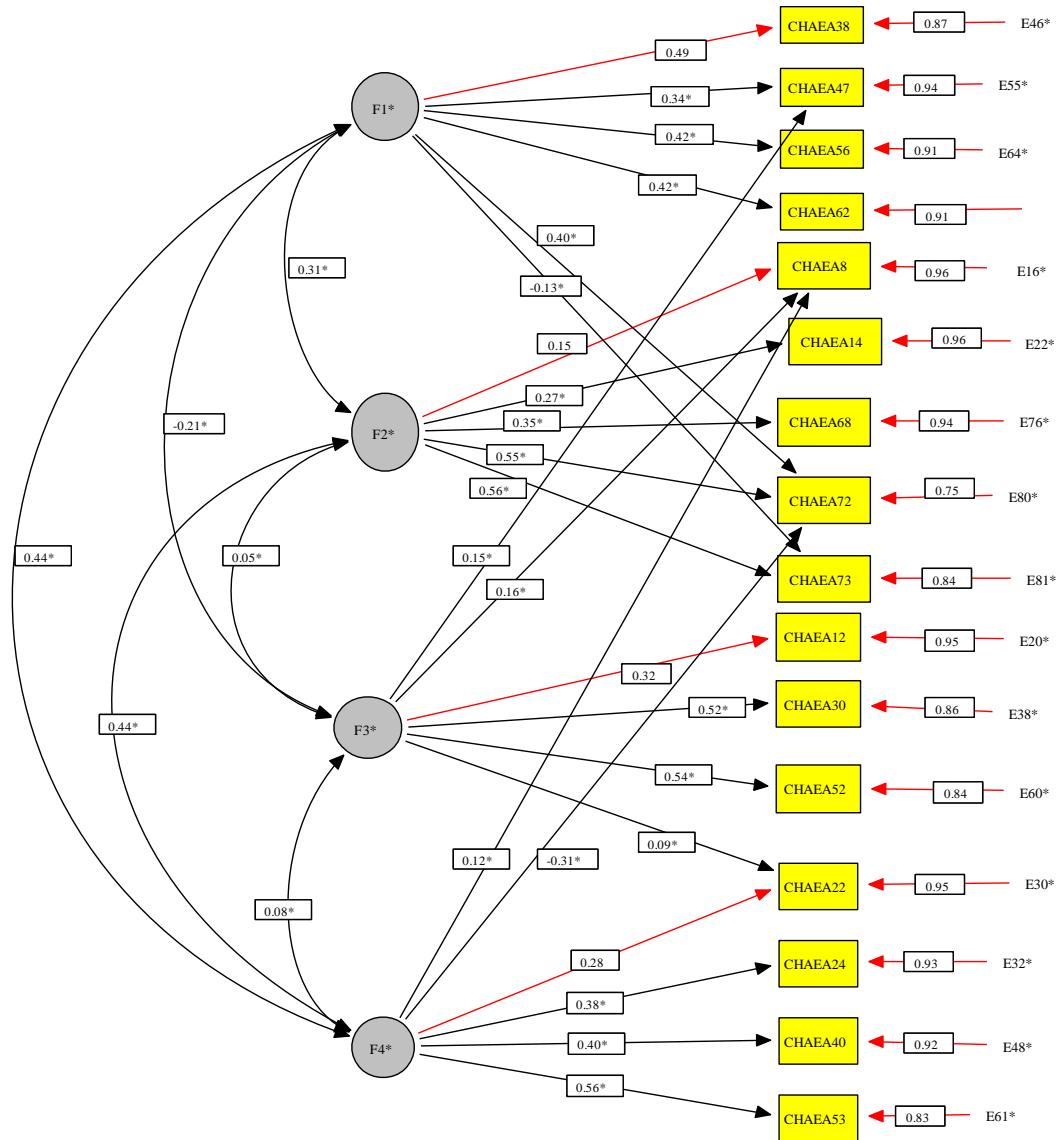 CHAEA38
0.87
E46*
0.49
F1*
0.34*
CHAEA47
0.94
E55*
0.42*
CHAEA56
0.91
E64*
0.42*
CHAEA62
0.91
0.40*
-0.13*
CHAEA8
0.96
E16*
0.31*
0.15
CHAEA14
0.96
E22*
0.27*
0.35*
F2*
-0.21*
CHAEA68
0.94
E76*
0.55*
0.56*
CHAEA72
0.75
E80*
0.44*
0.05*
0.15*
0.16*
CHAEA73
0.84
E81*
CHAEA12
0.95
E20*
0.32
0.52*
CHAEA30
0.86
E38*
0.44*
F3*
0.54*
CHAEA52
0.84
E60*
0.09*
0.12*
-0.31*
CHAEA22
0.95
E30*
0.08*
0.28
CHAEA24
0.93
E32*
0.38*
F4*
0.40*
CHAEA40
0.92
E48*
0.56*
CHAEA53
0.83
E61*